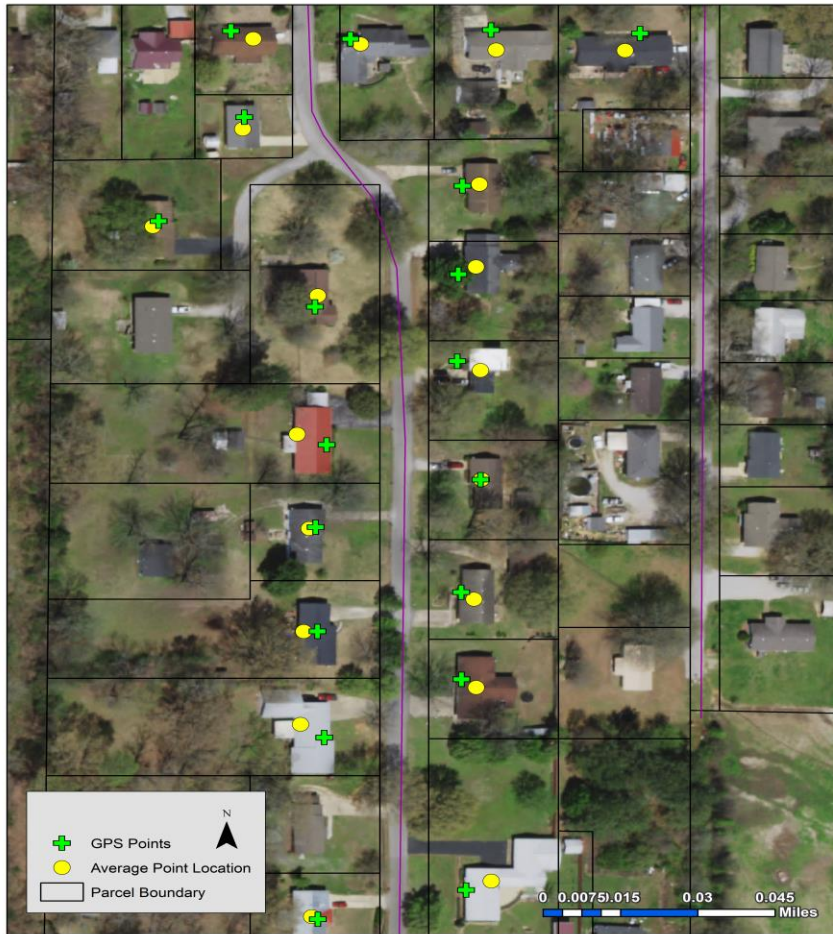 N
GPS Points
Average Point Location
Parcel Boundary
0 0.0075 0.015 0.03 0.045
Miles